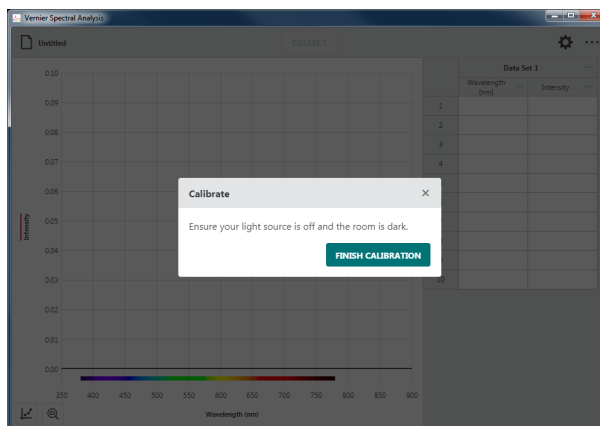 Vernier Spectral Analysis
Untitled
COLLECT
Data Set 1
Wavelength (nm)
Intensity
1
2
3
4
10
0.10
0.09
0.08
0.07
0.06
0.05
0.04
0.03
0.02
0.01
0.00
Intensity
Calibrate
Ensure your light source is off and the room is dark.
FINISH CALIBRATION
350 400 450 500 550 600 650 700 750 800 850 900
Wavelength (nm)